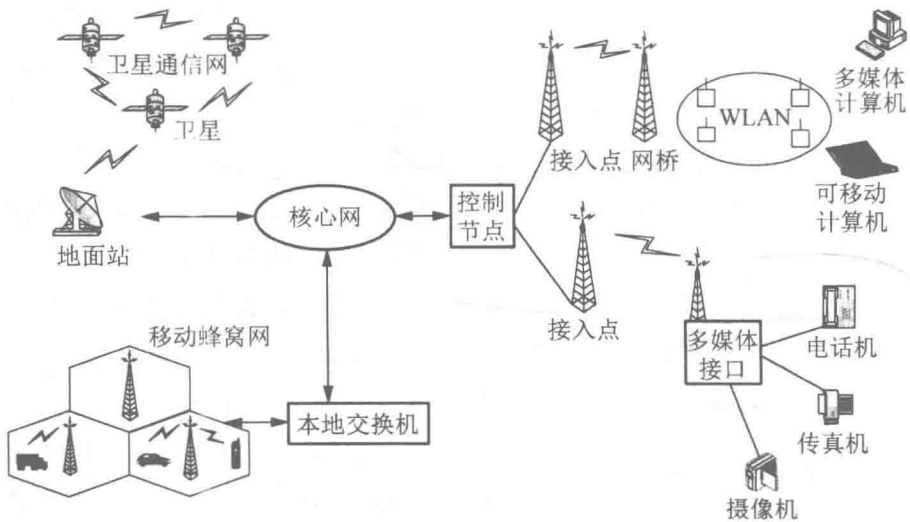 卫星通信网
卫星
地面站
核心网
控制
节点
接入点
网桥
WLAN
多媒体
计算机
可移动
计算机
接入点
多媒体
接口
电话机
传真机
摄像机
移动蜂窝网
本地交换机